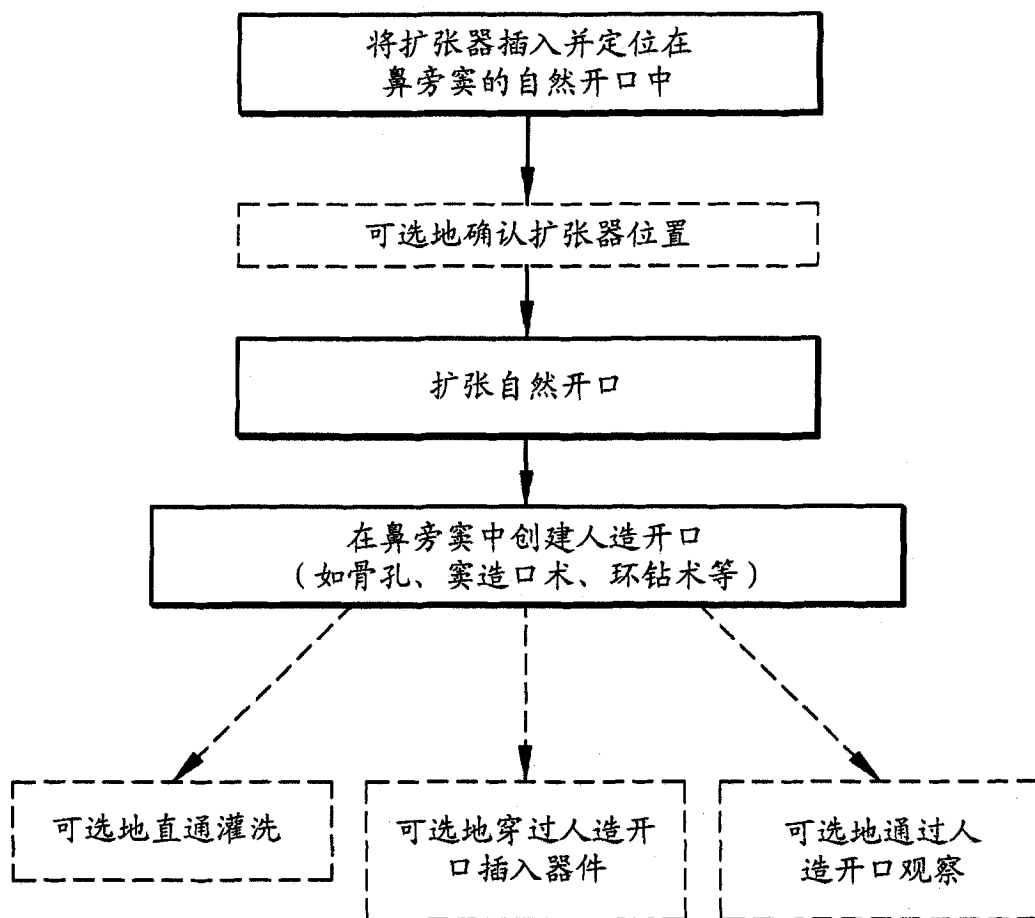 将扩张器插入并定位在
鼻旁窦的自然开口中
可选地确认扩张器位置
扩张自然开口
在鼻旁窦中创建人造开口
（如骨孔、窦造口术、环钻术等）
可选地直通灌洗
可选地穿过人造开
口插入器件
可选地通过人
造开口观察